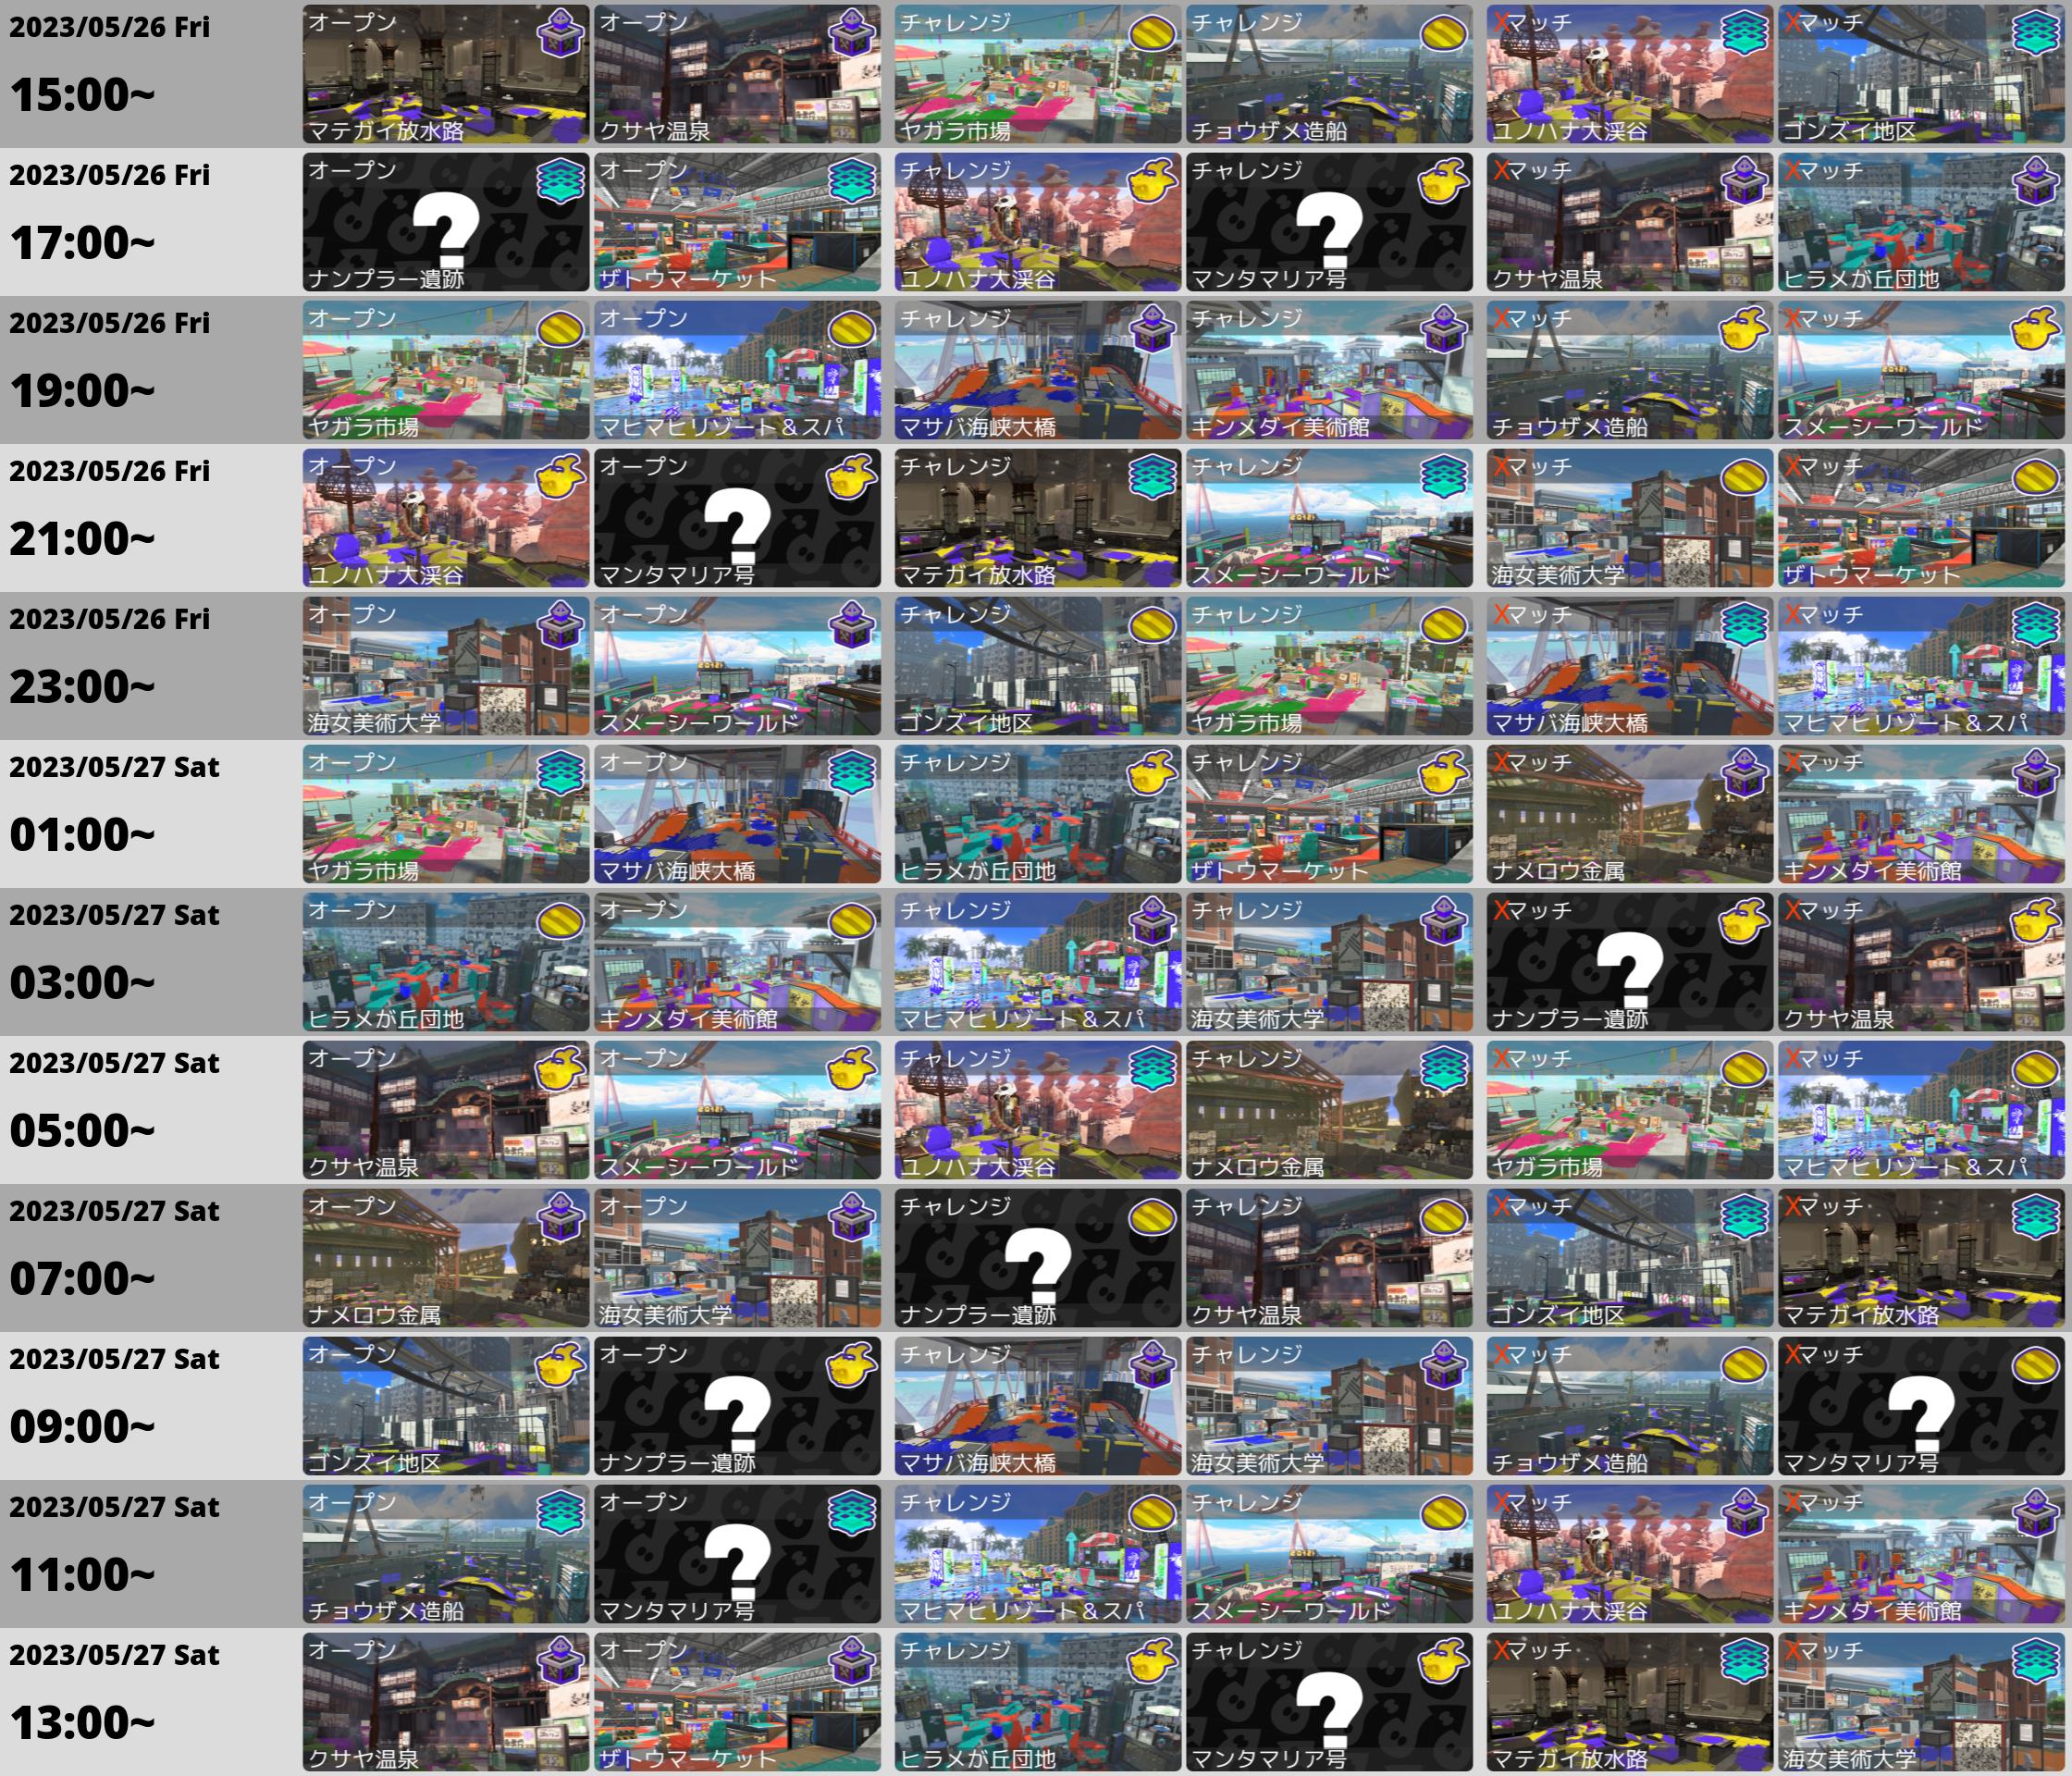 2023/05/26 Fri
15:00~
オープン
マテガイ放水路
オープン
クサヤ温泉
チャレンジ
ヤガラ市場
チャレンジ
チョウザメ造船
Xマッチ
ユノハナ大渓谷
Xマッチ
ゴンズイ地区
2023/05/26 Fri
17:00~
オープン
?
ナンプラー遺跡
オープン
ザトウマーケット
チャレンジ
ユノハナ大渓谷
チャレンジ
?
マンタマリア号
Xマッチ
クサヤ温泉
Xマッチ
ヒラメが丘団地
2023/05/26 Fri
19:00~
オープン
ヤガラ市場
オープン
マヒマヒリゾート＆スパ
チャレンジ
マサバ海峡大橋
チャレンジ
キンメダイ美術館
Xマッチ
チョウザメ造船
Xマッチ
スメーシーワールド
2023/05/26 Fri
21:00~
オープン
ユノハナ大渓谷
オープン
?
マンタマリア号
チャレンジ
マテガイ放水路
チャレンジ
スメーシーワールド
Xマッチ
海女美術大学
Xマッチ
ザトウマーケット
2023/05/26 Fri
23:00~
オープン
海女美術大学
オープン
スメーシーワールド
チャレンジ
ゴンズイ地区
チャレンジ
ヤガラ市場
Xマッチ
マサバ海峡大橋
Xマッチ
マヒマヒリゾート＆スパ
2023/05/27 Sat
01:00~
オープン
ヤガラ市場
オープン
マサバ海峡大橋
チャレンジ
ヒラメが丘団地
チャレンジ
ザトウマーケット
Xマッチ
ナメロウ金属
Xマッチ
キンメダイ美術館
2023/05/27 Sat
03:00~
オープン
ヒラメが丘団地
オープン
キンメダイ美術館
チャレンジ
マヒマヒリゾート＆スパ
チャレンジ
海女美術大学
Xマッチ
?
ナンプラー遺跡
Xマッチ
クサヤ温泉
2023/05/27 Sat
05:00~
オープン
クサヤ温泉
オープン
スメーシーワールド
チャレンジ
ユノハナ大渓谷
チャレンジ
ナメロウ金属
Xマッチ
ヤガラ市場
Xマッチ
マヒマヒリゾート＆スパ
2023/05/27 Sat
07:00~
オープン
ナメロウ金属
オープン
海女美術大学
チャレンジ
?
ナンプラー遺跡
チャレンジ
クサヤ温泉
Xマッチ
ゴンズイ地区
Xマッチ
マテガイ放水路
2023/05/27 Sat
09:00~
オープン
ゴンズイ地区
オープン
?
ナンプラー遺跡
チャレンジ
マサバ海峡大橋
チャレンジ
海女美術大学
Xマッチ
チョウザメ造船
Xマッチ
?
マンタマリア号
2023/05/27 Sat
11:00~
オープン
チョウザメ造船
オープン
?
マンタマリア号
チャレンジ
マヒマヒリゾート＆スパ
チャレンジ
スメーシーワールド
Xマッチ
ユノハナ大渓谷
Xマッチ
キンメダイ美術館
2023/05/27 Sat
13:00~
オープン
クサヤ温泉
オープン
ザトウマーケット
チャレンジ
ヒラメが丘団地
チャレンジ
?
マンタマリア号
Xマッチ
マテガイ放水路
Xマッチ
海女美術大学